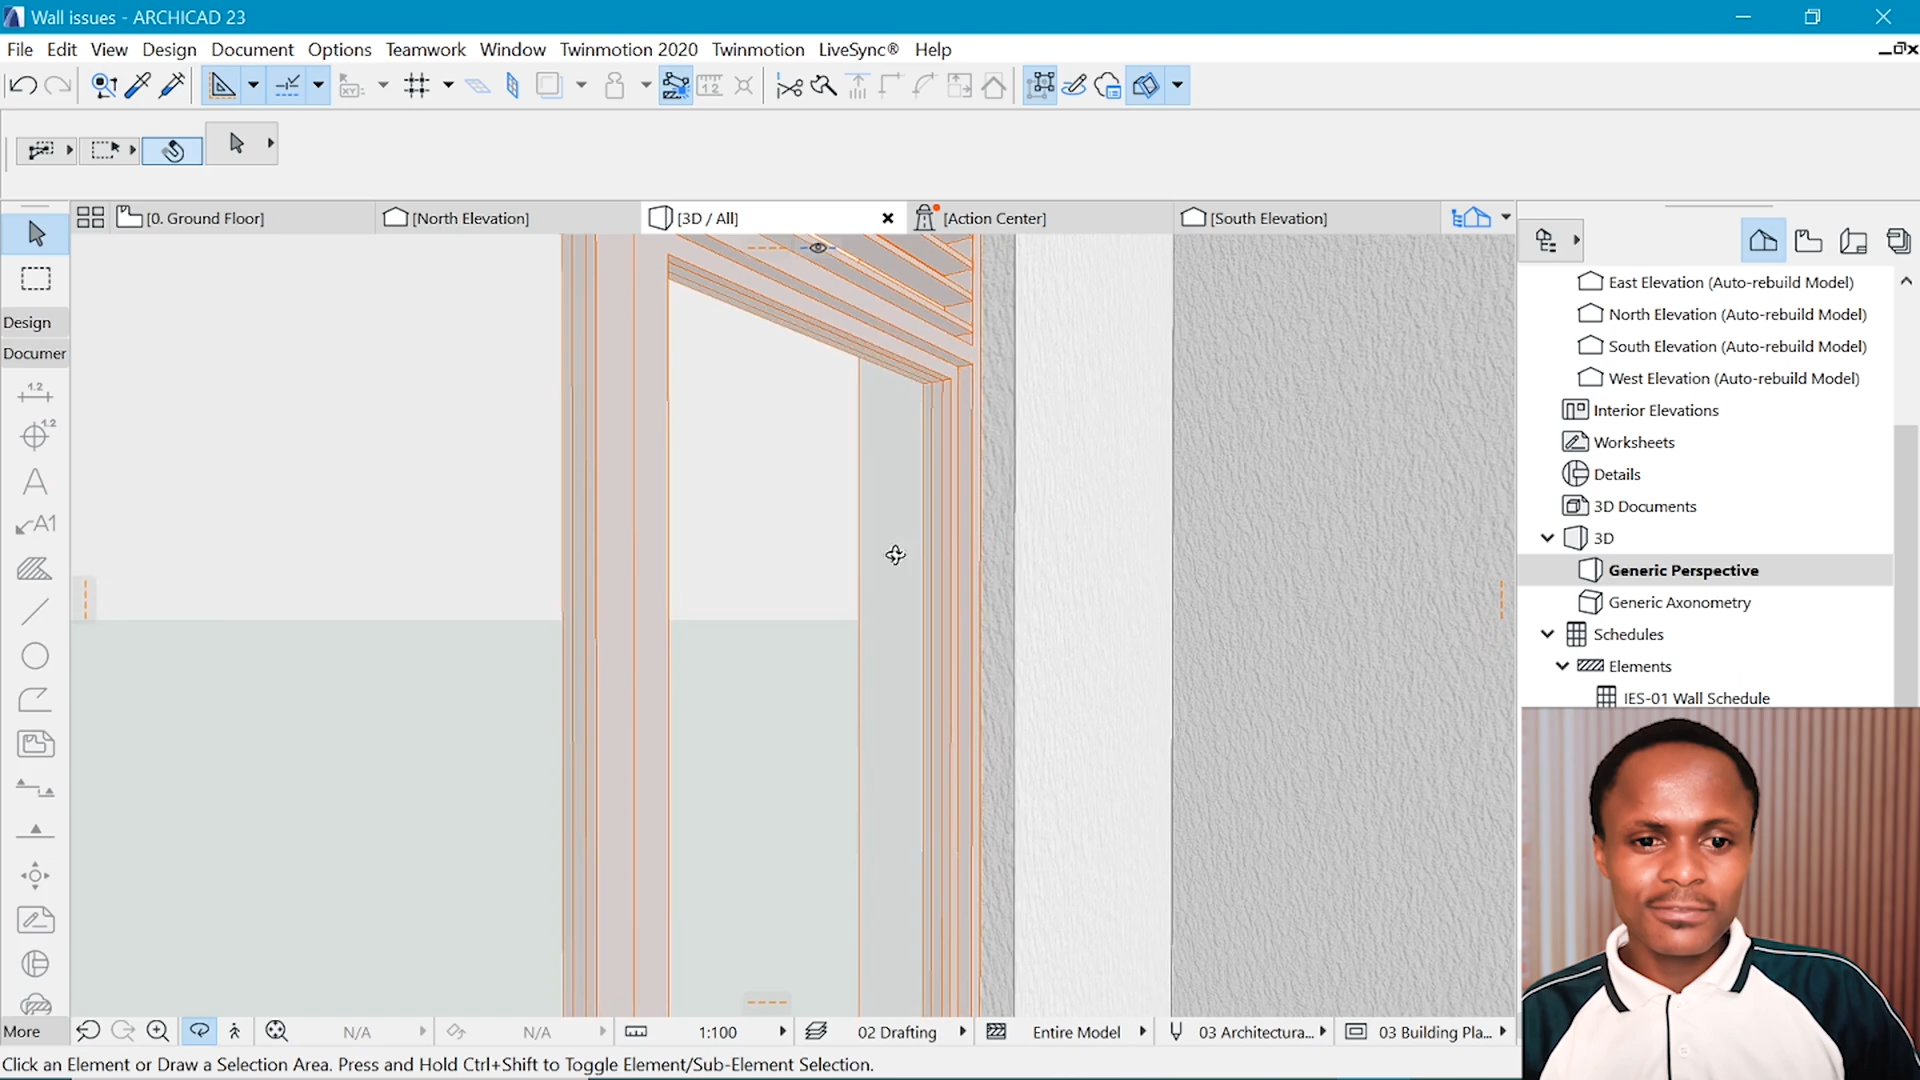 Wall issues - ARCHICAD 23
File Edit View Design Document Options Teamwork Window Twinmotion 2020 Twinmotion LiveSync® Help
[0. Ground Floor] [North Elevation] [3D / All] [Action Center] [South Elevation]
Design
Documer
1.2
1.2
A
A1
More
East Elevation (Auto-rebuild Model)
North Elevation (Auto-rebuild Model)
South Elevation (Auto-rebuild Model)
West Elevation (Auto-rebuild Model)
Interior Elevations
Worksheets
Details
3D Documents
3D
Generic Perspective
Generic Axonometry
Schedules
Elements
IES-01 Wall Schedule
N/A N/A 1:100 02 Drafting Entire Model 03 Architectura... 03 Building Pla...
Click an Element or Draw a Selection Area. Press and Hold Ctrl+Shift to Toggle Element/Sub-Element Selection.